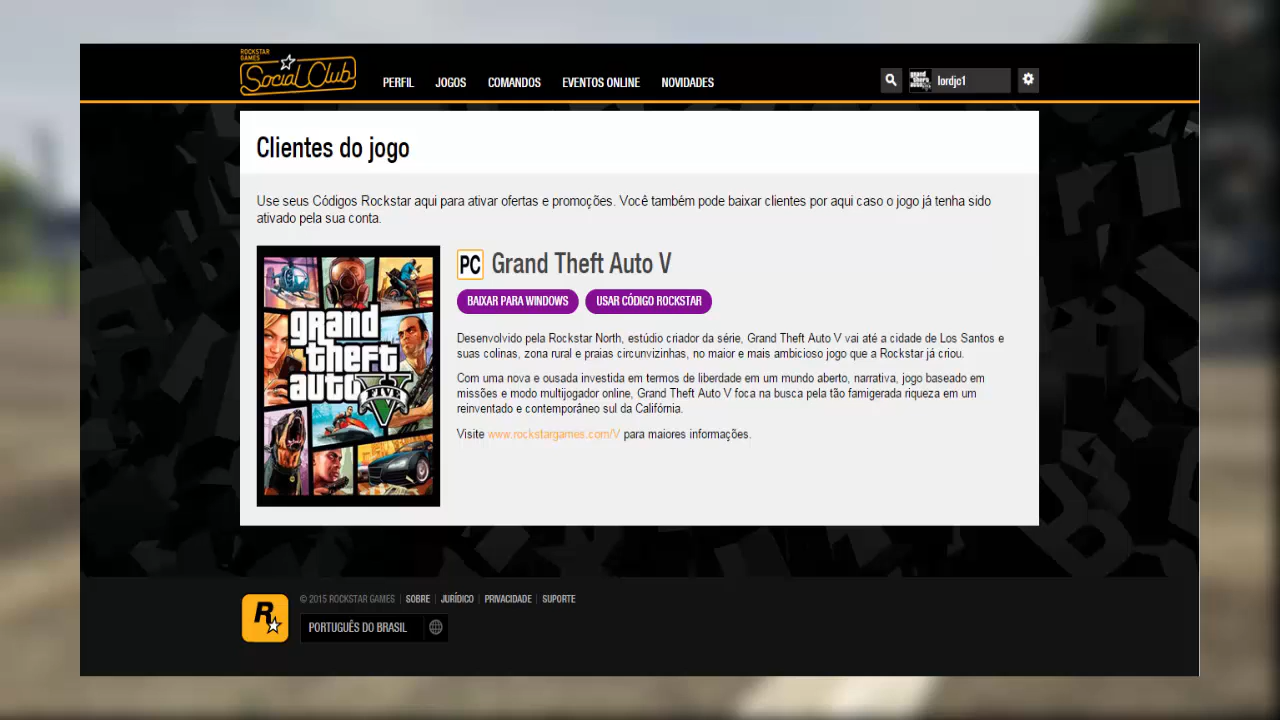 ROCKSTAR
GAMES
Social Club
PERFIL JOGOS COMANDOS EVENTOS ONLINE NOVIDADES
grand
theft
auto V
lordjc1
Clientes do jogo
Use seus Códigos Rockstar aqui para ativar ofertas e promoções. Você também pode baixar clientes por aqui caso o jogo já tenha sido
ativado pela sua conta.
grand
theft
auto V
FIVE
PC Grand Theft Auto V
BAIXAR PARA WINDOWS USAR CÓDIGO ROCKSTAR
Desenvolvido pela Rockstar North, estúdio criador da série, Grand Theft Auto V vai até a cidade de Los Santos e
suas colinas, zona rural e praias circunvizinhas, no maior e mais ambicioso jogo que a Rockstar já criou.
Com uma nova e ousada investida em termos de liberdade em um mundo aberto, narrativa, jogo baseado em
missões e modo multijogador online, Grand Theft Auto V foca na busca pela tão famigerada riqueza em um
reinventado e contemporâneo sul da Califórnia.
Visite www.rockstargames.com/V para maiores informações.
R
© 2015 ROCKSTAR GAMES | SOBRE | JURÍDICO | PRIVACIDADE | SUPORTE
PORTUGUÊS DO BRASIL